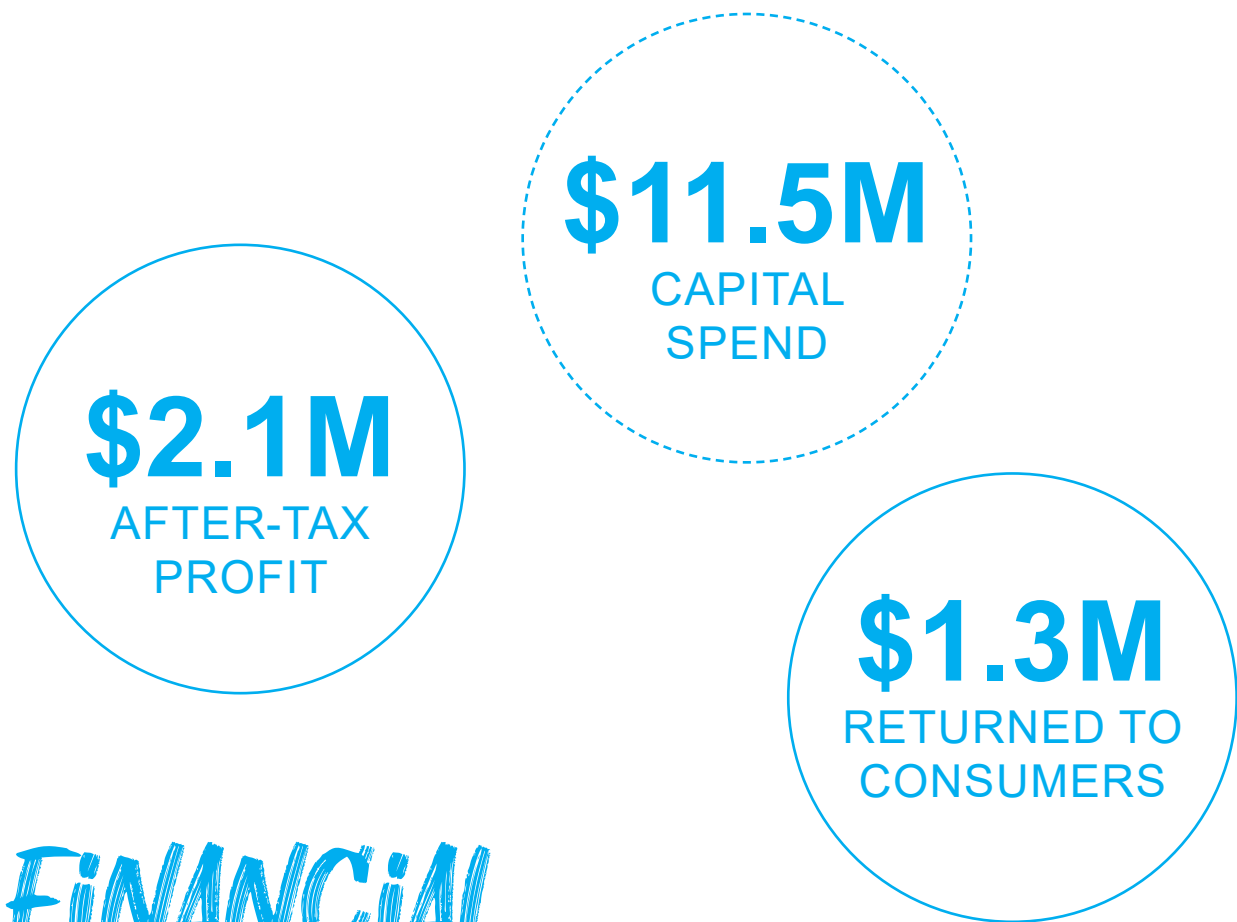 $11.5M
CAPITAL
SPEND
$2.1M
AFTER-TAX
PROFIT
$1.3M
RETURNED TO
CONSUMERS
FiNANCiAL